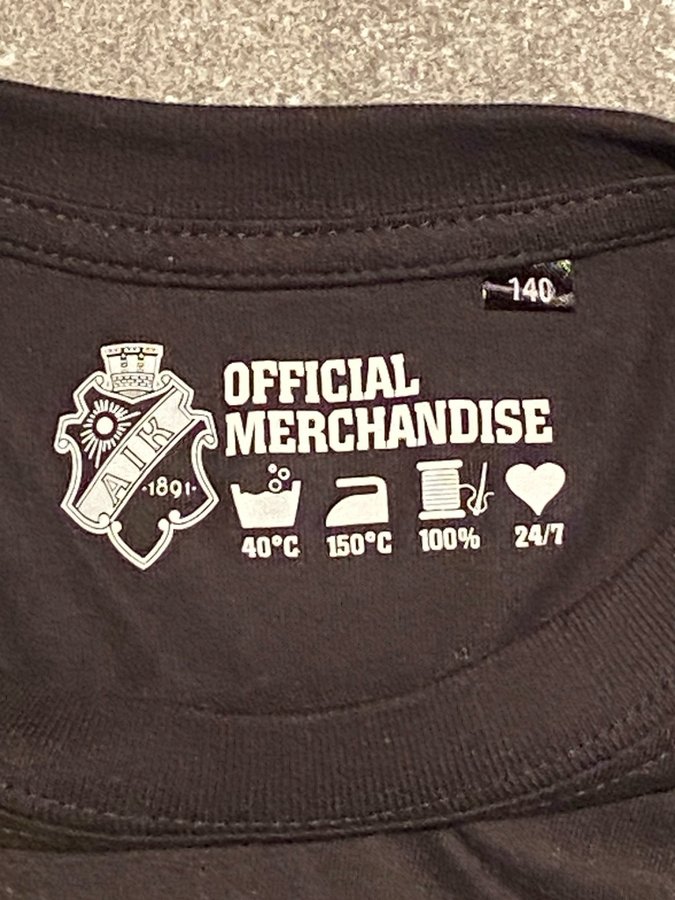 140
OFFICIAL
MERCHANDISE
AIK
·1891·
40°C 150°C 100% 24/7